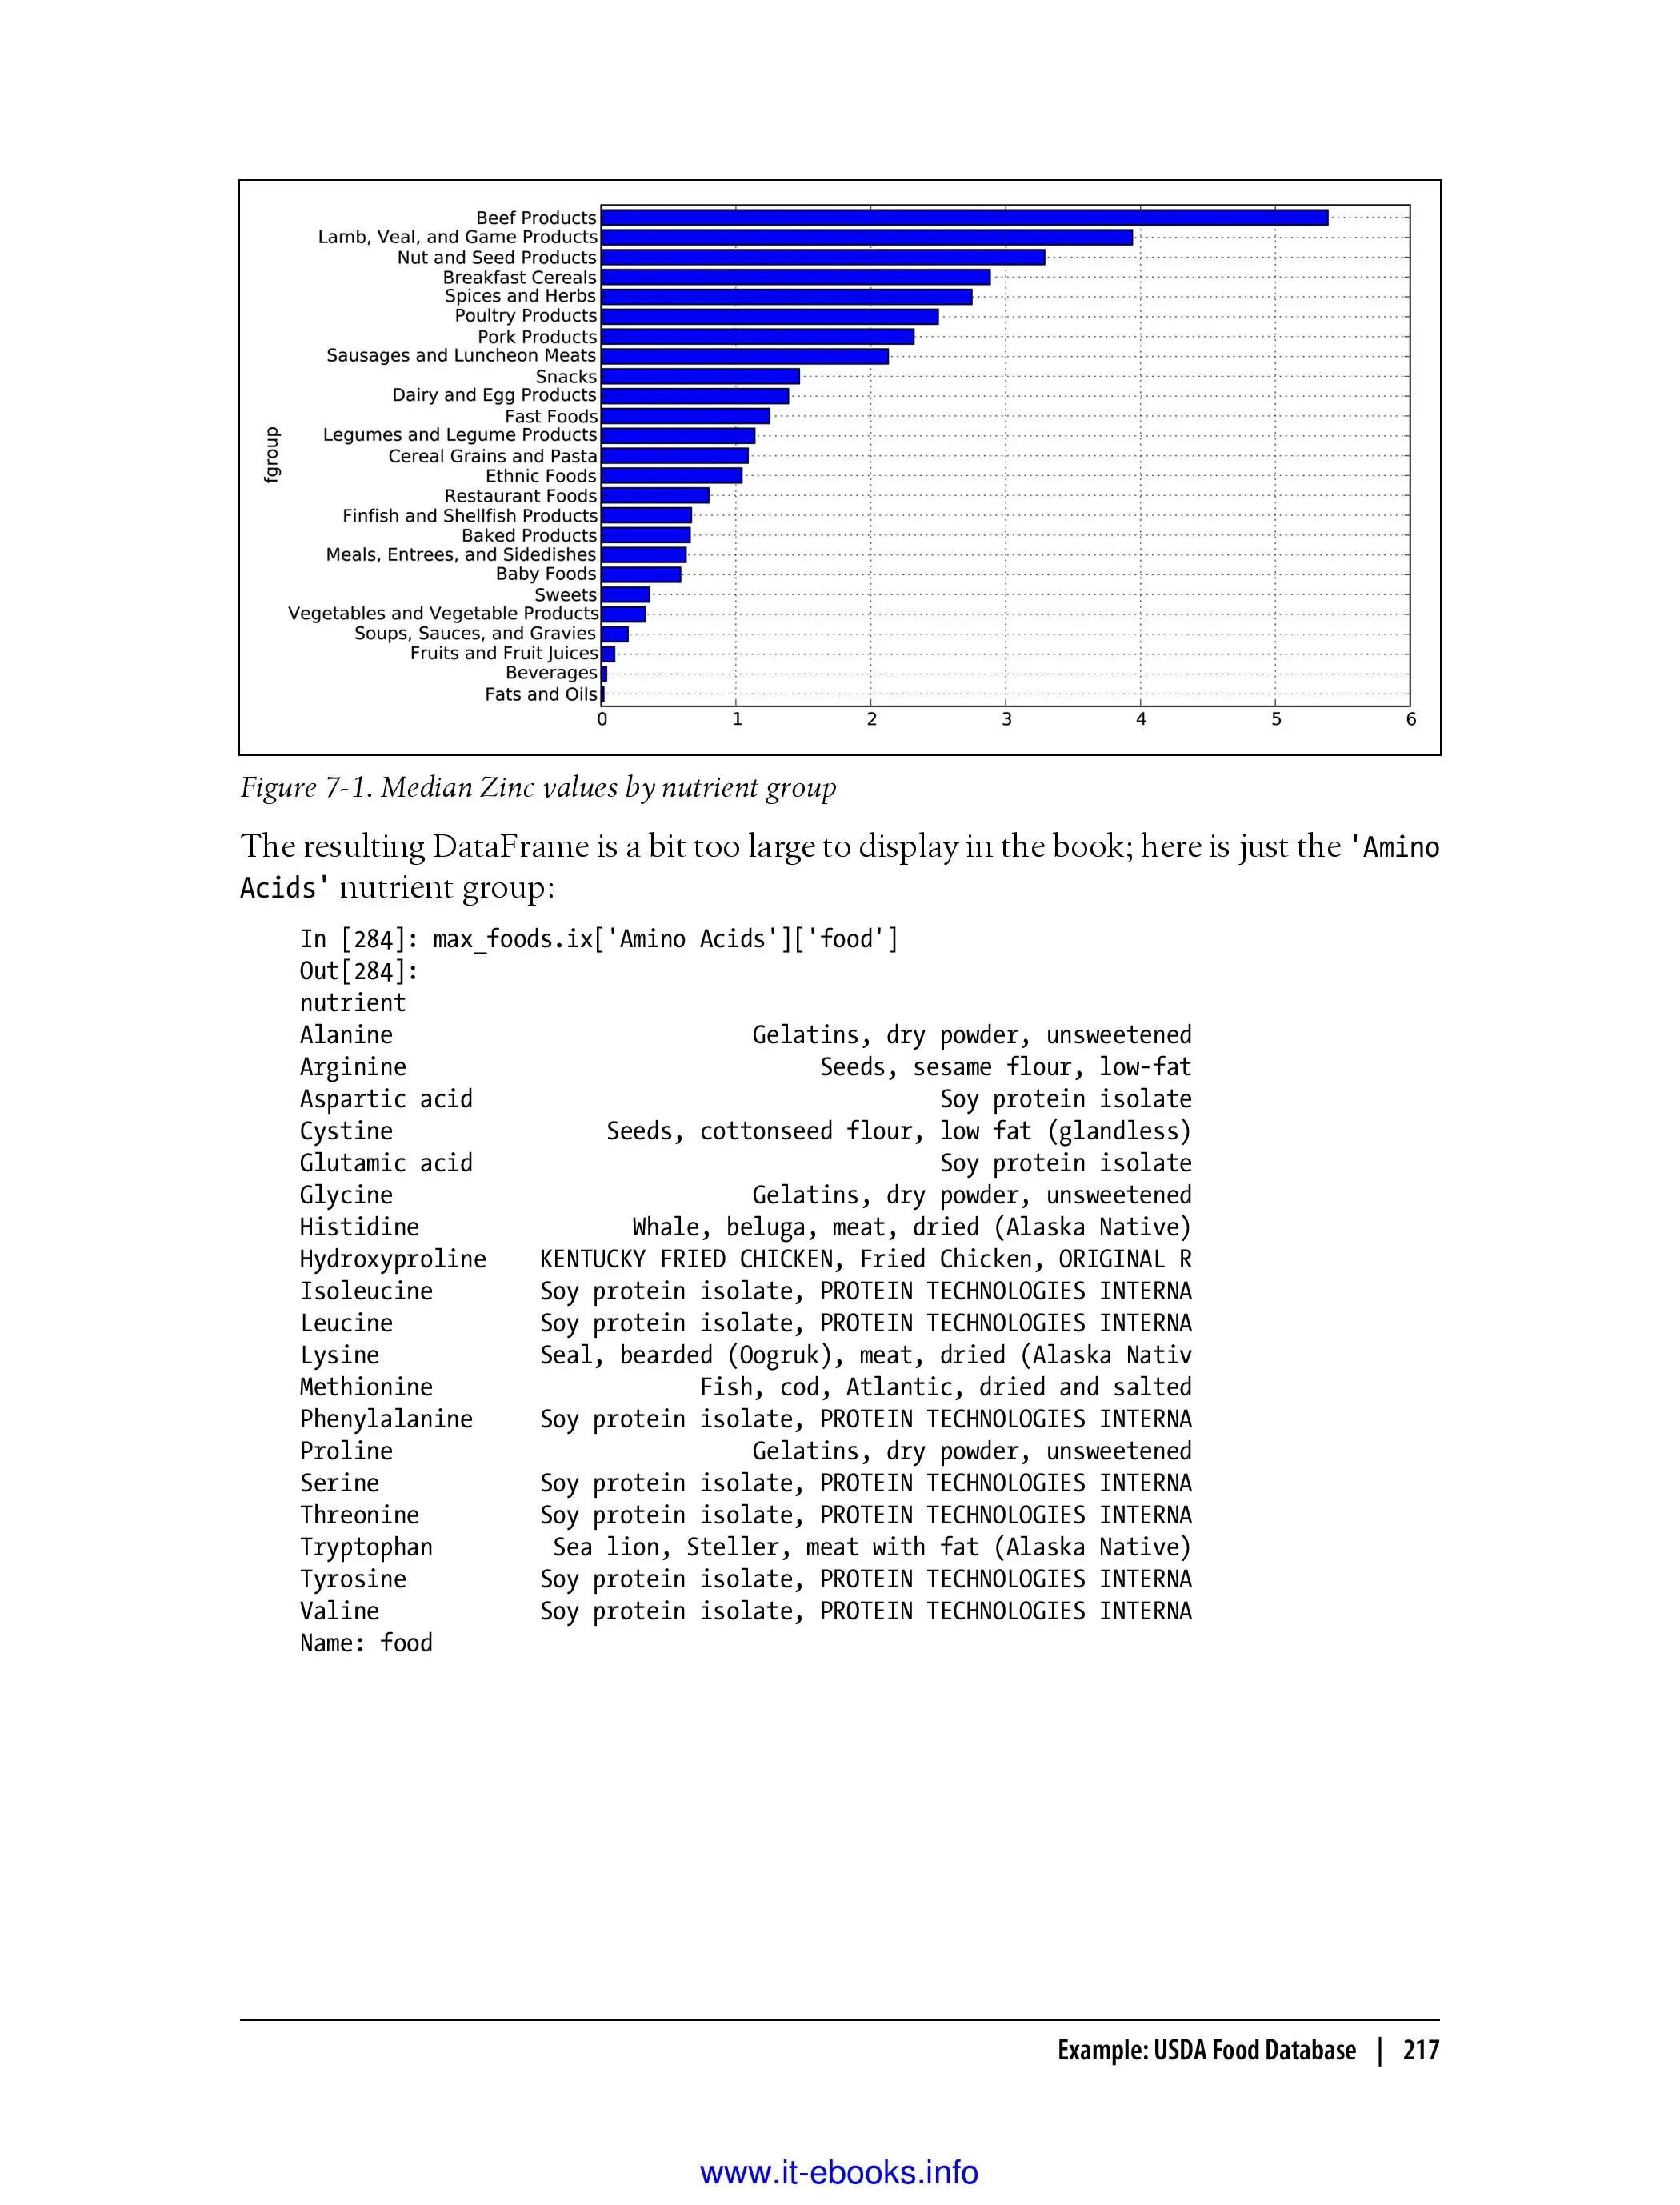 Beef Products
Lamb, Veal, and Game Products
Nut and Seed Products
Breakfast Cereals
Spices and Herbs
Poultry Products
Pork Products
Sausages and Luncheon Meats
Snacks
Dairy and Egg Products
Fast Foods
Legumes and Legume Products
Cereal Grains and Pasta
Ethnic Foods
Restaurant Foods
Finfish and Shellfish Products
Baked Products
Meals, Entrees, and Sidedishes
Baby Foods
Sweets
Vegetables and Vegetable Products
Soups, Sauces, and Gravies
Fruits and Fruit Juices
Beverages
Fats and Oils
fgroup
0 1 2 3 4 5 6
Figure 7-1. Median Zinc values by nutrient group
The resulting DataFrame is a bit too large to display in the book; here is just the 'Amino
Acids' nutrient group:
In [284]: max_foods.ix['Amino Acids']['food']
Out[284]:
nutrient
Alanine Gelatins, dry powder, unsweetened
Arginine Seeds, sesame flour, low-fat
Aspartic acid Soy protein isolate
Cystine Seeds, cottonseed flour, low fat (glandless)
Glutamic acid Soy protein isolate
Glycine Gelatins, dry powder, unsweetened
Histidine Whale, beluga, meat, dried (Alaska Native)
Hydroxyproline KENTUCKY FRIED CHICKEN, Fried Chicken, ORIGINAL R
Isoleucine Soy protein isolate, PROTEIN TECHNOLOGIES INTERNA
Leucine Soy protein isolate, PROTEIN TECHNOLOGIES INTERNA
Lysine Seal, bearded (Oogruk), meat, dried (Alaska Nativ
Methionine Fish, cod, Atlantic, dried and salted
Phenylalanine Soy protein isolate, PROTEIN TECHNOLOGIES INTERNA
Proline Gelatins, dry powder, unsweetened
Serine Soy protein isolate, PROTEIN TECHNOLOGIES INTERNA
Threonine Soy protein isolate, PROTEIN TECHNOLOGIES INTERNA
Tryptophan Sea lion, Steller, meat with fat (Alaska Native)
Tyrosine Soy protein isolate, PROTEIN TECHNOLOGIES INTERNA
Valine Soy protein isolate, PROTEIN TECHNOLOGIES INTERNA
Name: food
Example: USDA Food Database | 217
www.it-ebooks.info